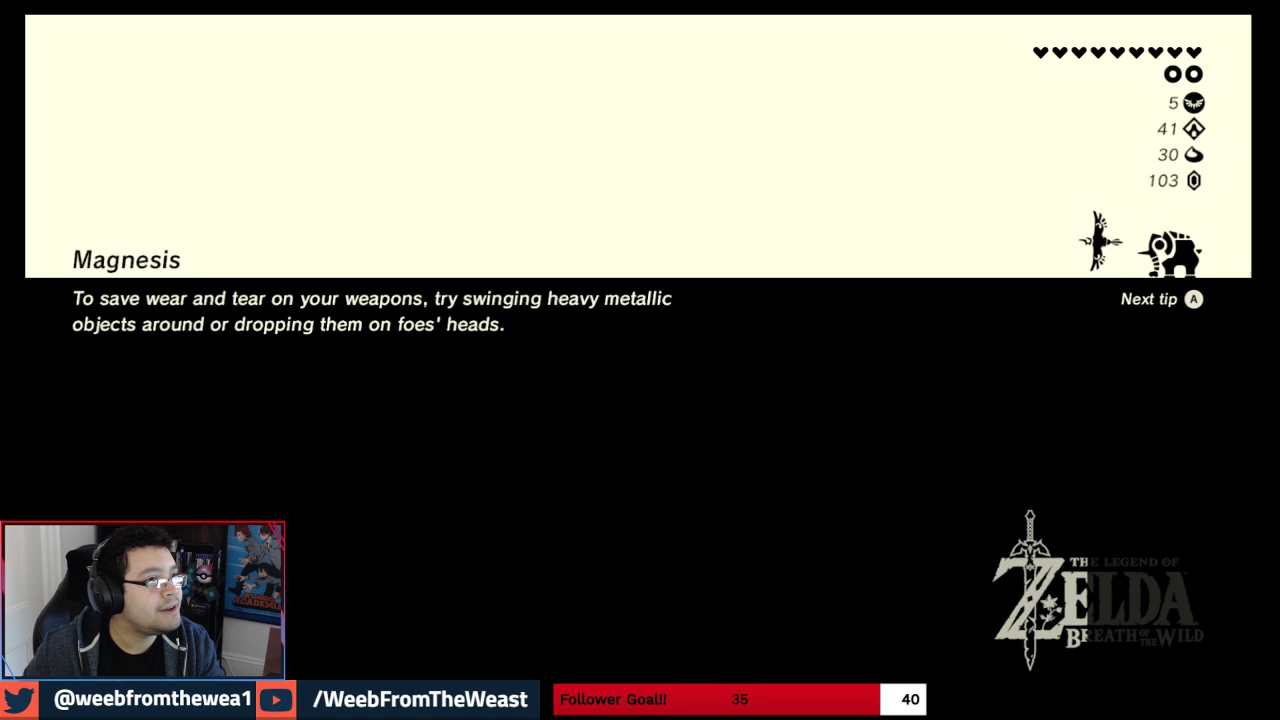 5
41
30
103
Magnesis
To save wear and tear on your weapons, try swinging heavy metallic
objects around or dropping them on foes' heads.
Next tip A
THE LEGEND OF
ZELDA
BREATH OF THE WILD
ACADEMIA
@weebfromthewea1
/WeebFromTheWeast
Follower Goal!! 35 40